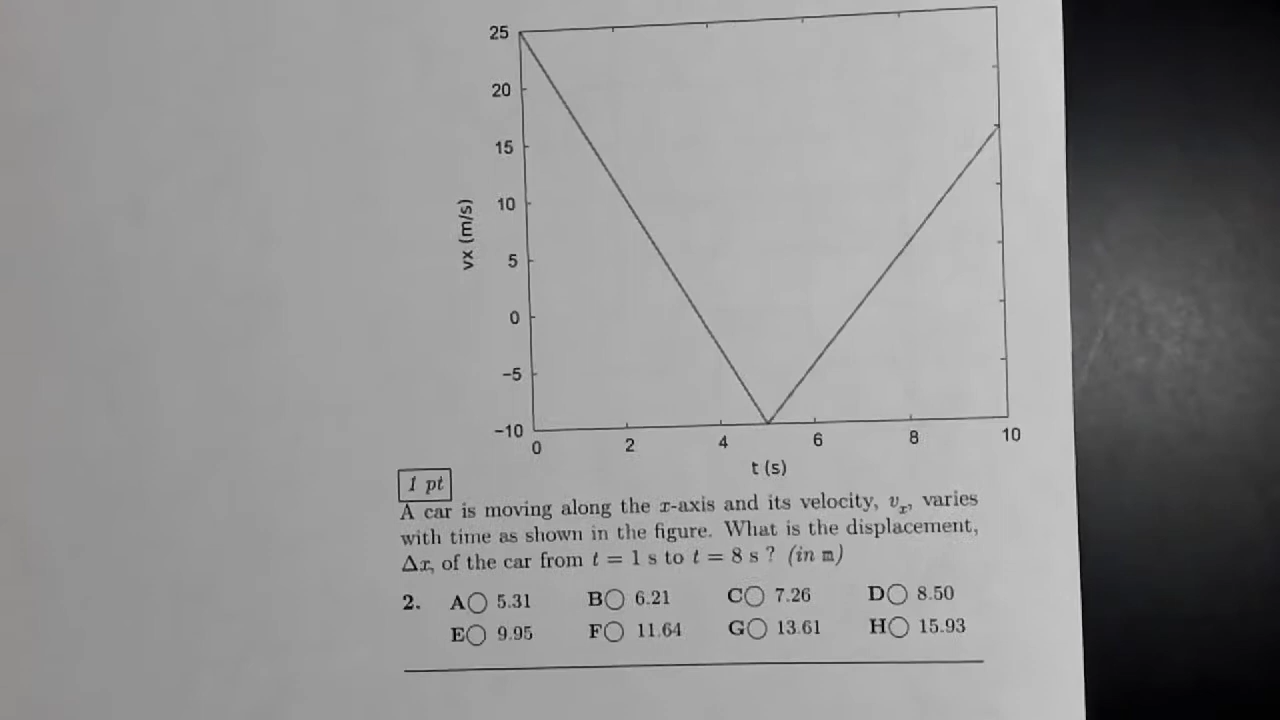 25
20
15
10
5
0
−5
−10
vx (m/s)
0 2 4 6 8 10
t (s)
1 pt
A car is moving along the x-axis and its velocity, vₓ, varies
with time as shown in the figure. What is the displacement,
Δx, of the car from t = 1 s to t = 8 s ? (in m)
2. A 5.31 B 6.21 C 7.26 D 8.50
E 9.95 F 11.64 G 13.61 H 15.93